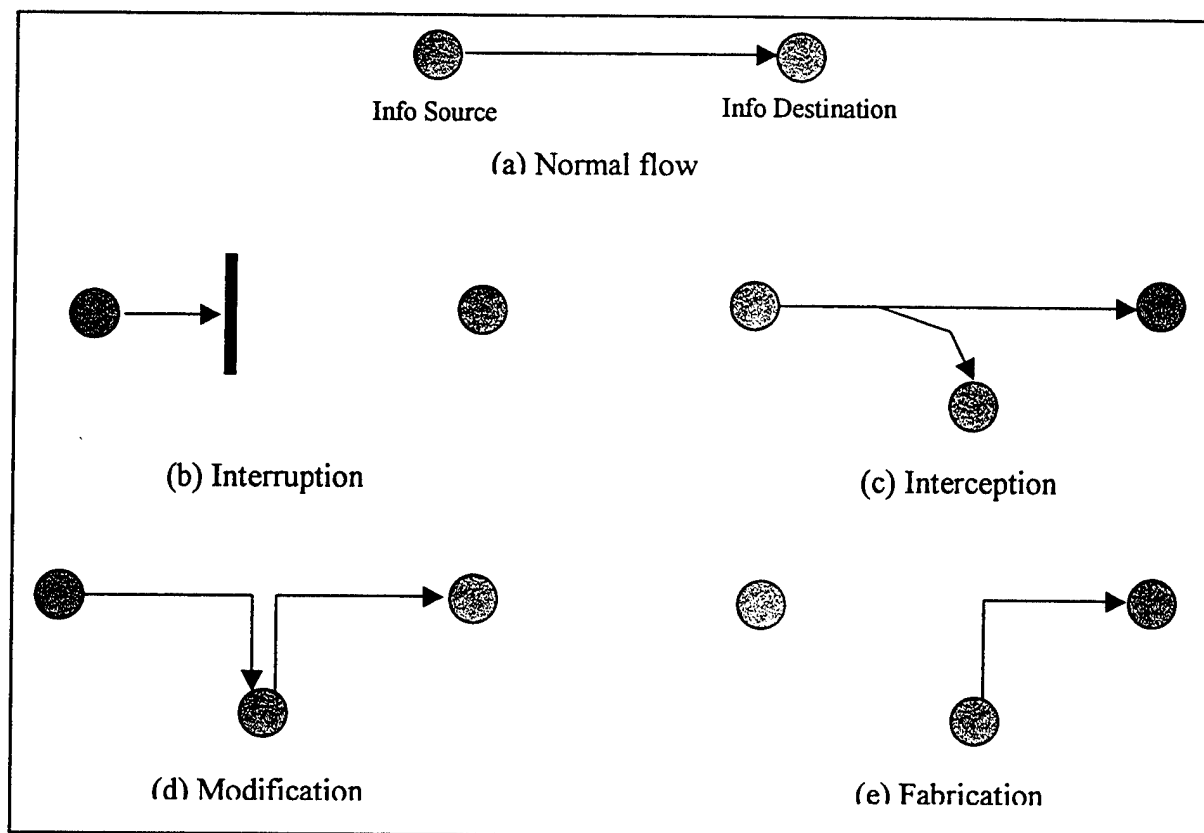 Info Source
Info Destination
(a) Normal flow
(b) Interruption
(c) Interception
(d) Modification
(e) Fabrication